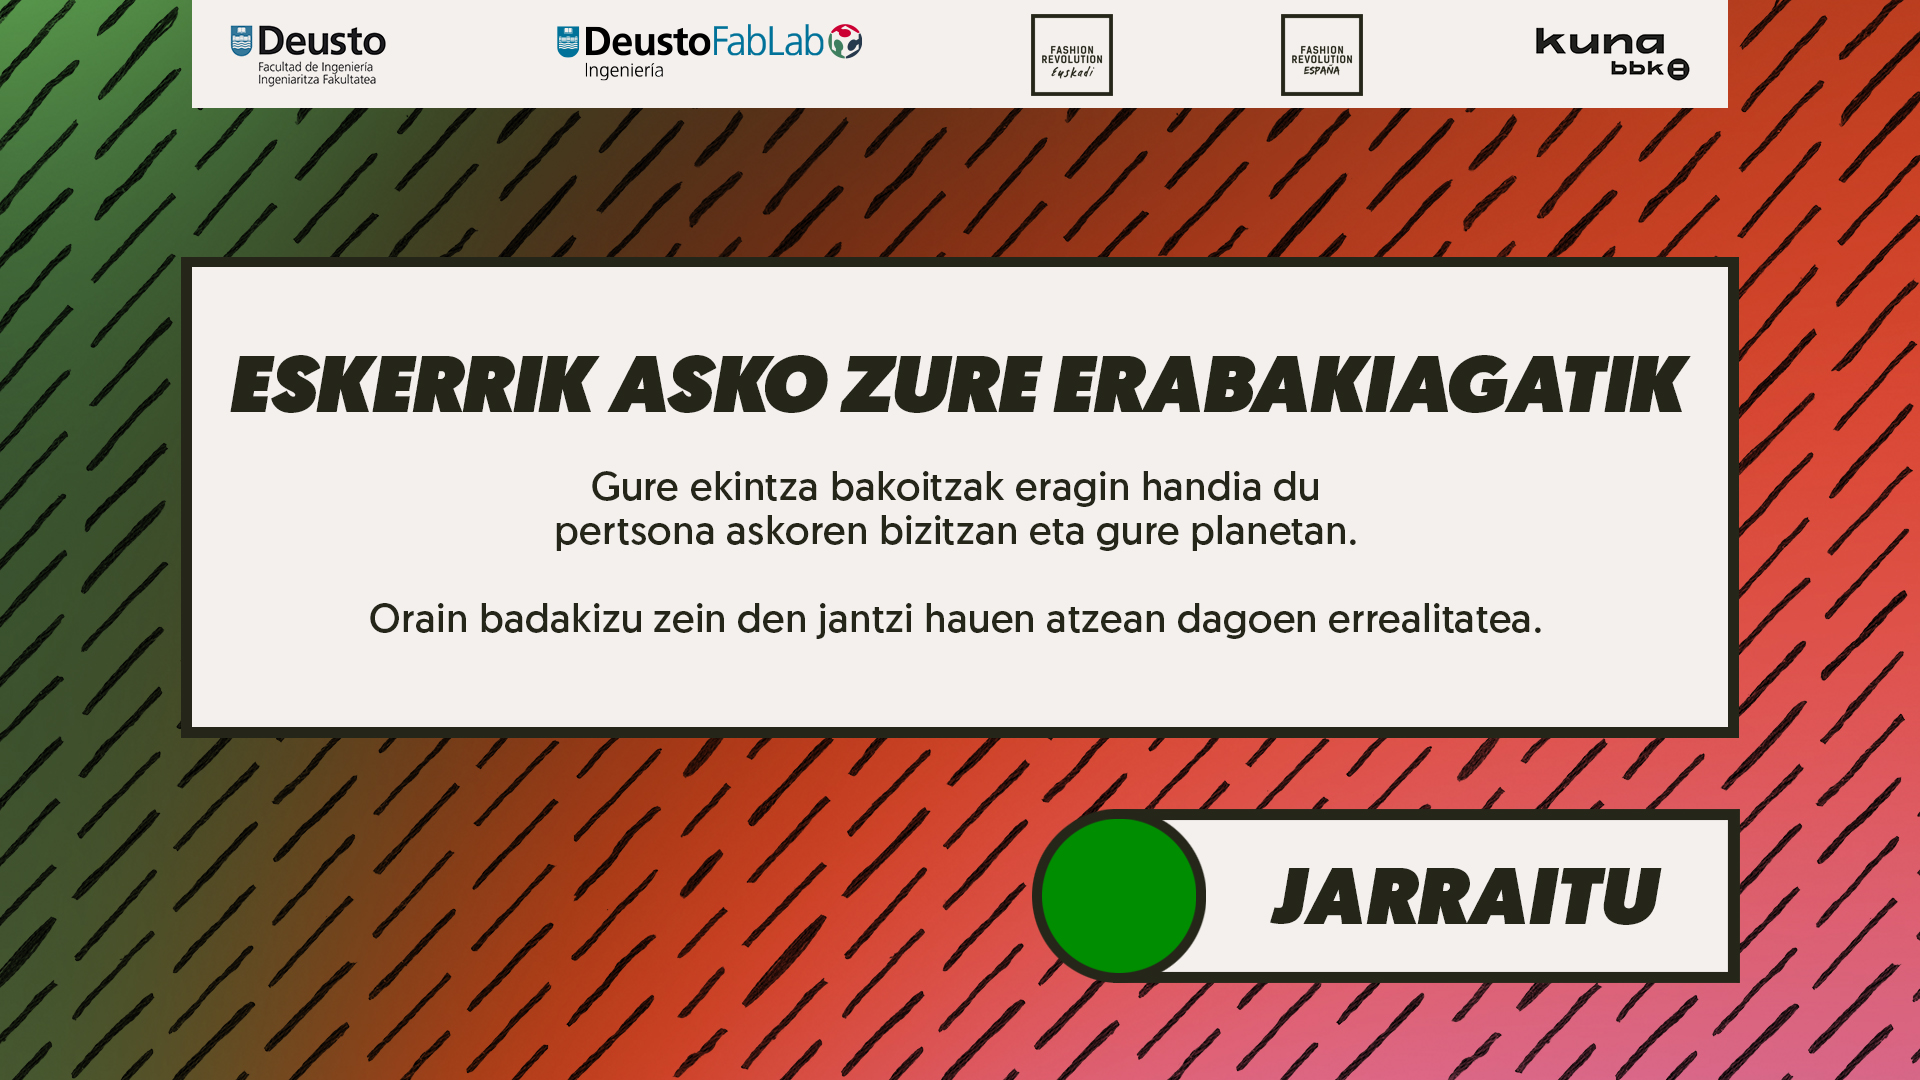 Deusto
Facultad de Ingeniería
Ingeniaritza Fakultatea
DeustoFabLab
Ingeniería
FASHION
REVOLUTION
Euskadi
FASHION
REVOLUTION
ESPAÑA
kuna
bbk
ESKERRIK ASKO ZURE ERABAKIAGATIK
Gure ekintza bakoitzak eragin handia du
pertsona askoren bizitzan eta gure planetan.
Orain badakizu zein den jantzi hauen atzean dagoen errealitatea.
JARRAITU